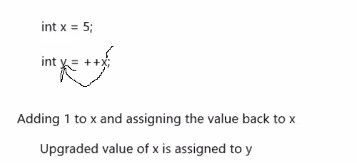 int x = 5;
int y = ++x;
Adding 1 to x and assigning the value back to x
Upgraded value of x is assigned to y